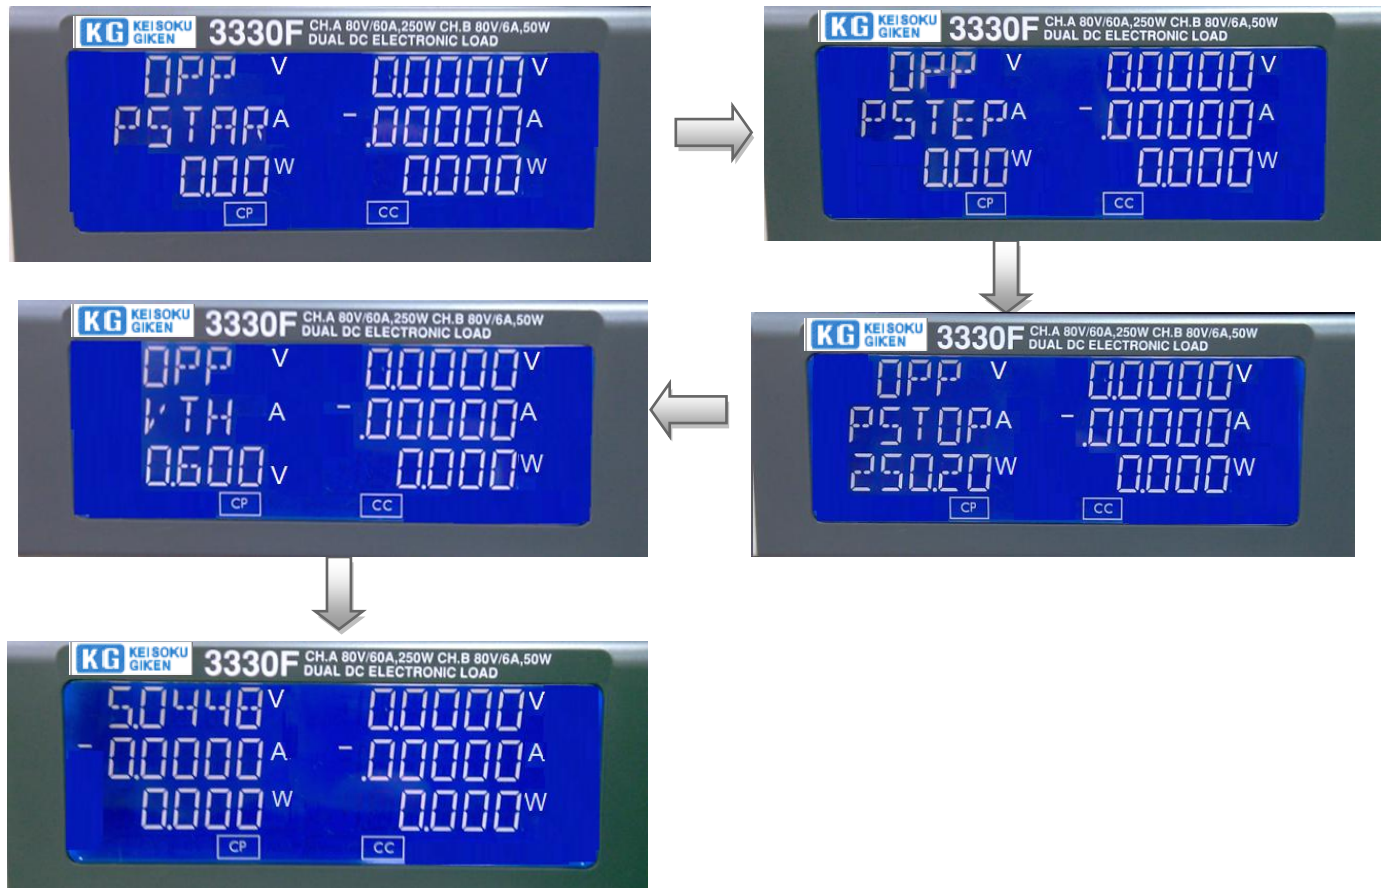 KG KEISOKU GIKEN 3330F CH.A 80V/60A,250W CH.B 80V/6A,50W
DUAL DC ELECTRONIC LOAD
OPP V 0.0000 V
PSTAR A -.00000 A
0.00 W 0.000 W
CP CC
KG KEISOKU GIKEN 3330F CH.A 80V/60A,250W CH.B 80V/6A,50W
DUAL DC ELECTRONIC LOAD
OPP V 0.0000 V
PSTEP A -.00000 A
0.00 W 0.000 W
CP CC
KG KEISOKU GIKEN 3330F CH.A 80V/60A,250W CH.B 80V/6A,50W
DUAL DC ELECTRONIC LOAD
OPP V 0.0000 V
PSTOP A -.00000 A
250.20 W 0.000 W
CP CC
KG KEISOKU GIKEN 3330F CH.A 80V/60A,250W CH.B 80V/6A,50W
DUAL DC ELECTRONIC LOAD
OPP V 0.0000 V
VTH A -.00000 A
0.600 V 0.000 W
CP CC
KG KEISOKU GIKEN 3330F CH.A 80V/60A,250W CH.B 80V/6A,50W
DUAL DC ELECTRONIC LOAD
5.0448 V 0.0000 V
-0.0000 A -.00000 A
0.000 W 0.000 W
CP CC